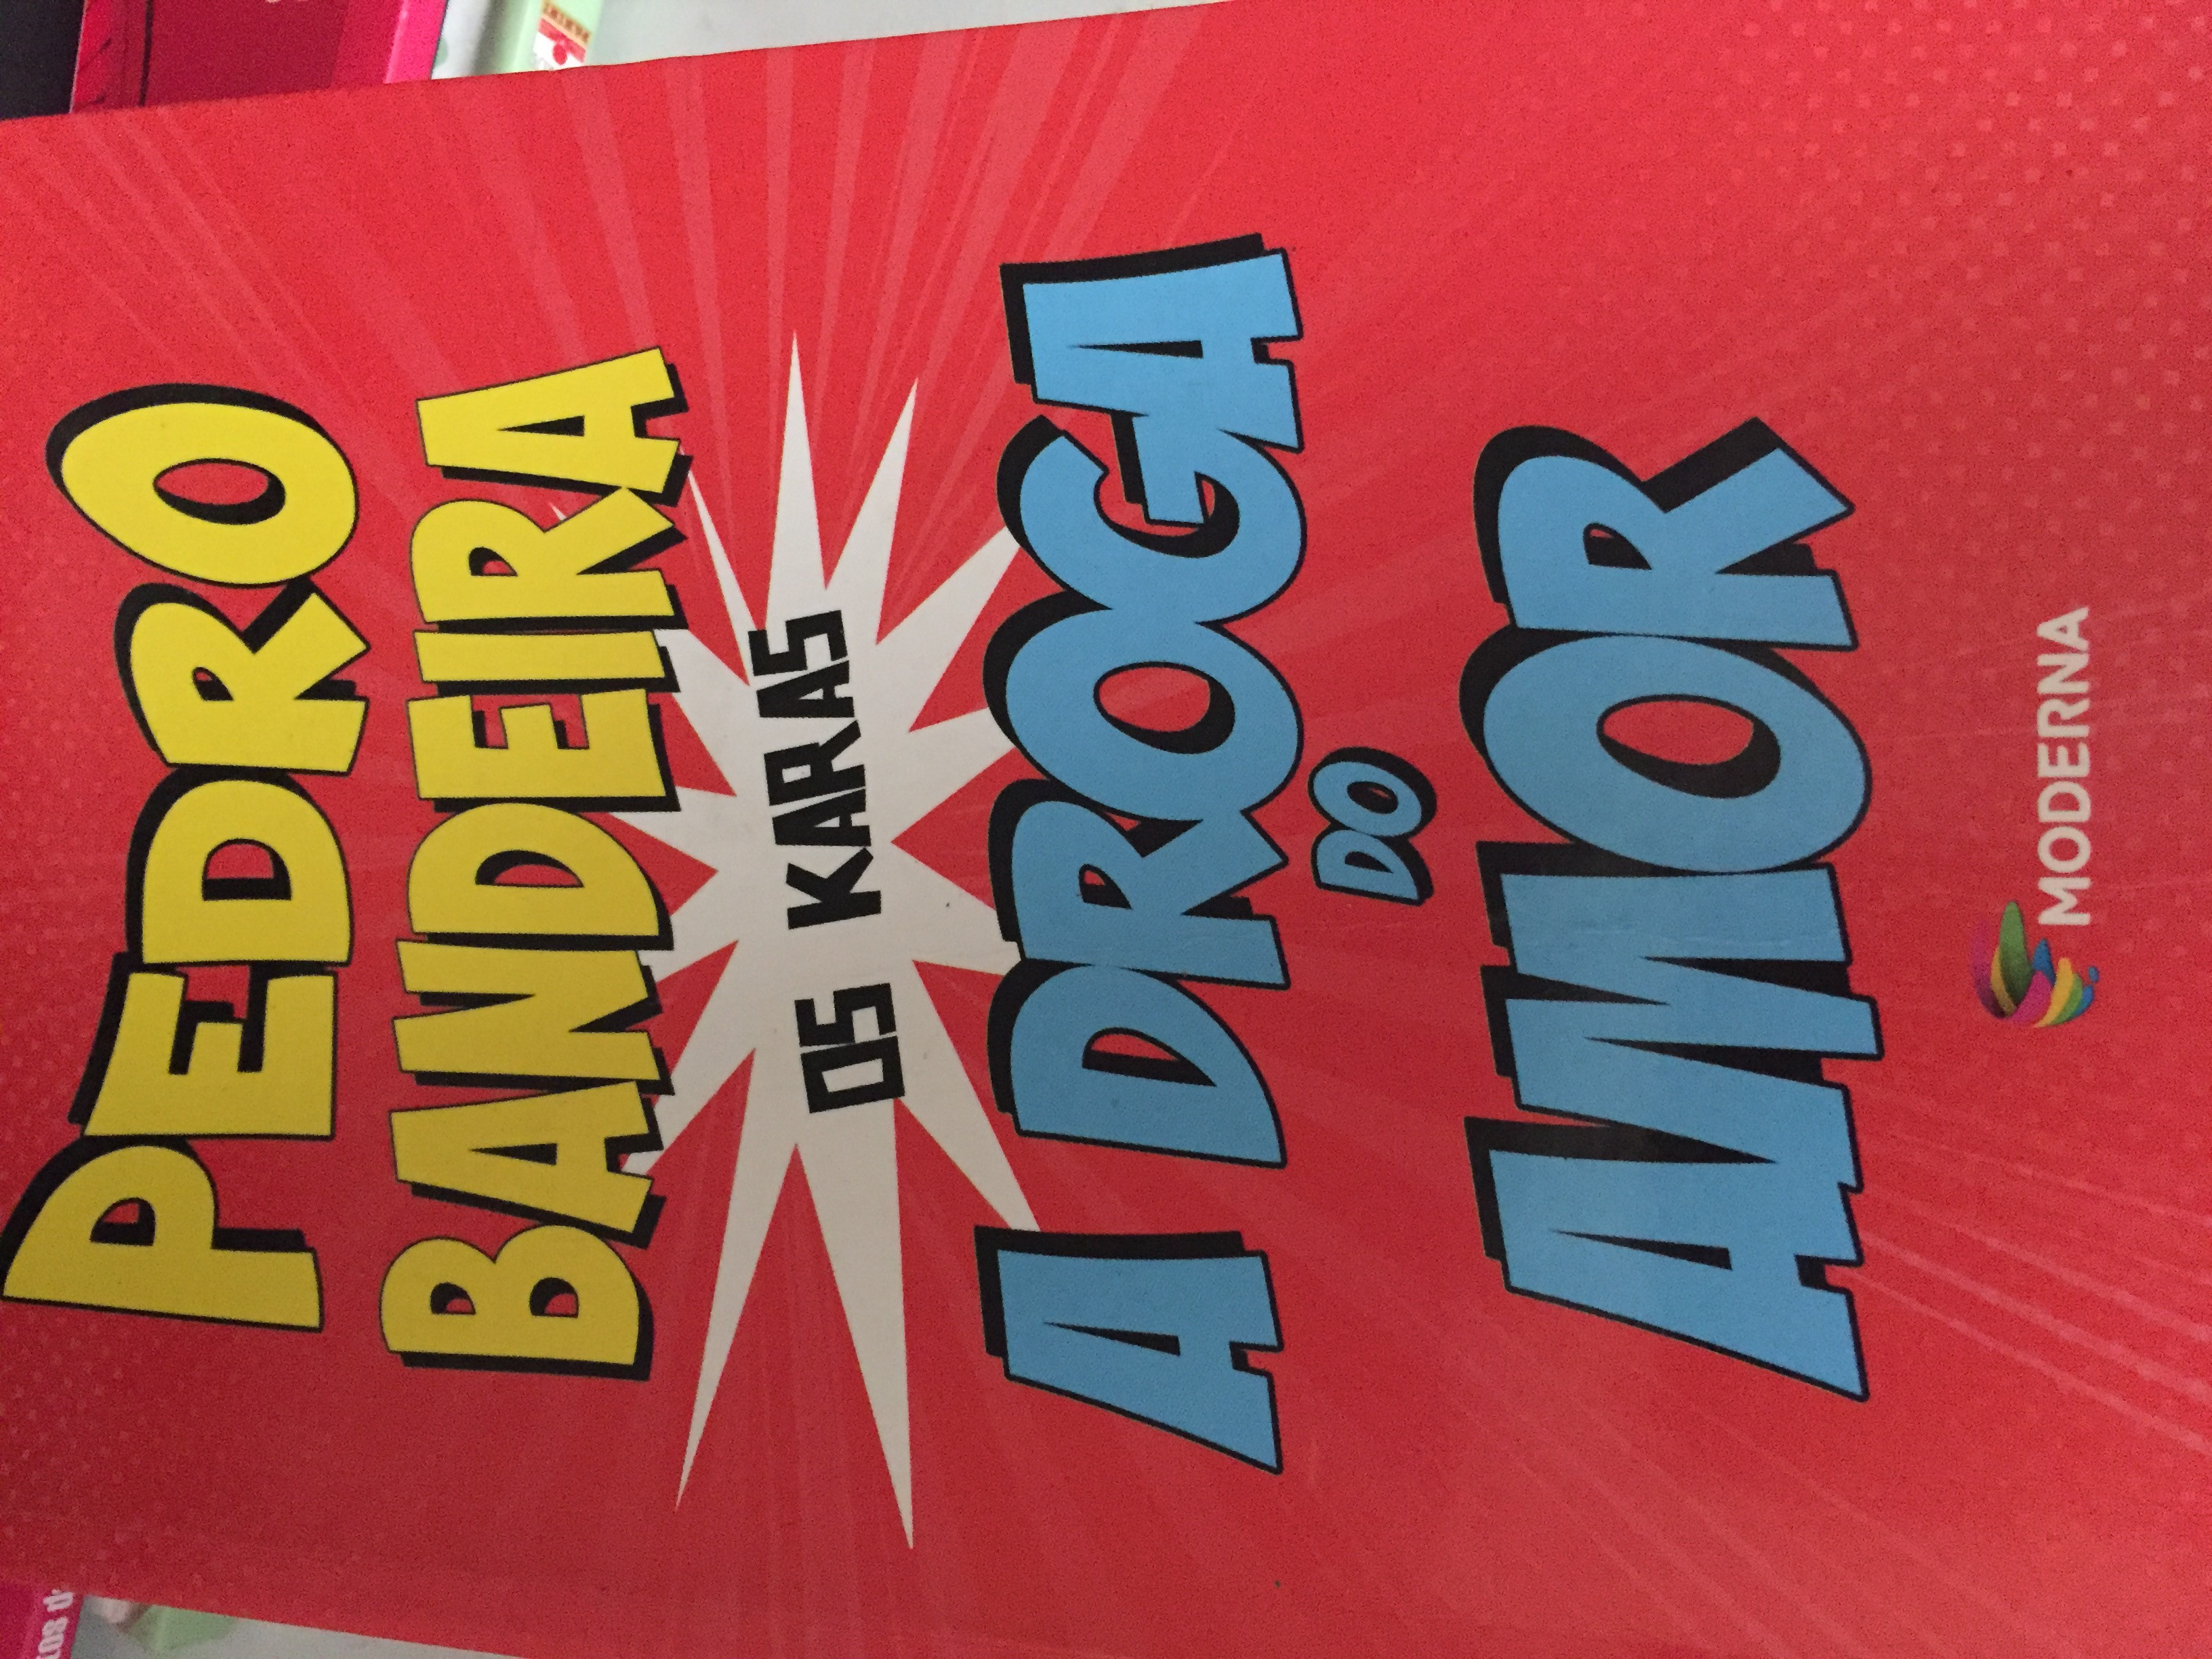 PEDRO
BANDEIRA
OS KARAS
A DROGA
DO
AMOR
MODERNA